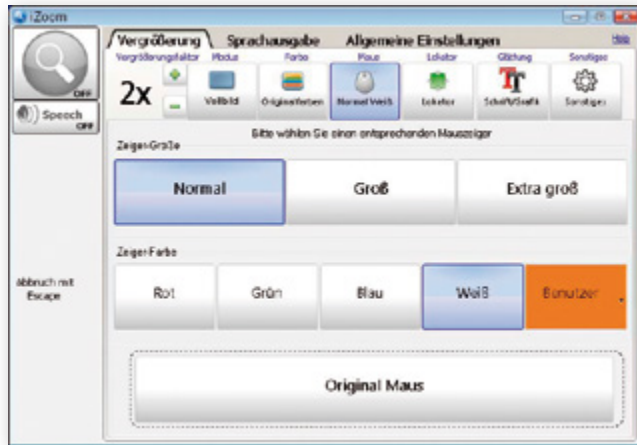 iZoom
Vergrößerung Sprachausgabe Allgemeine Einstellungen Hilfe
Vergrößerungsfaktor Modus Farbe Maus Lokator Glättung Sonstiges
2x Vollbild Originalfarben Normal Weiß Lokator Schrift/Grafik Sonstiges
OFF
Speech
OFF
Bitte wählen Sie einen entsprechenden Mauszeiger
Zeiger-Größe
Normal Groß Extra groß
Zeiger-Farbe
Rot Grün Blau Weiß Benutzer
Abbruch mit
Escape
Original Maus